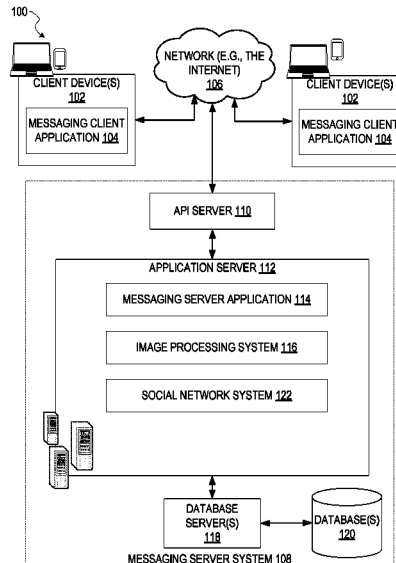 100
NETWORK (E.G., THE
INTERNET)
106
CLIENT DEVICE(S)
102
MESSAGING CLIENT
APPLICATION 104
CLIENT DEVICE(S)
102
MESSAGING CLIENT
APPLICATION 104
API SERVER 110
APPLICATION SERVER 112
MESSAGING SERVER APPLICATION 114
IMAGE PROCESSING SYSTEM 116
SOCIAL NETWORK SYSTEM 122
DATABASE
SERVER(S)
118
DATABASE(S)
120
MESSAGING SERVER SYSTEM 108